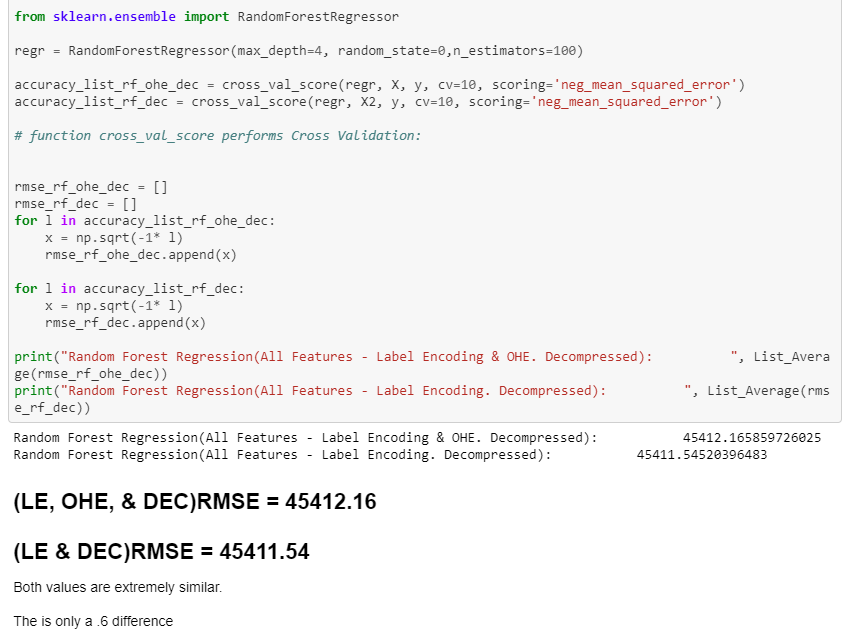 from sklearn.ensemble import RandomForestRegressor
regr = RandomForestRegressor(max_depth=4, random_state=0,n_estimators=100)
accuracy_list_rf_ohe_dec = cross_val_score(regr, X, y, cv=10, scoring='neg_mean_squared_error')
accuracy_list_rf_dec = cross_val_score(regr, X2, y, cv=10, scoring='neg_mean_squared_error')
# function cross_val_score performs Cross Validation:
rmse_rf_ohe_dec = []
rmse_rf_dec = []
for l in accuracy_list_rf_ohe_dec:
    x = np.sqrt(-1* l)
    rmse_rf_ohe_dec.append(x)
for l in accuracy_list_rf_dec:
    x = np.sqrt(-1* l)
    rmse_rf_dec.append(x)
print("Random Forest Regression(All Features - Label Encoding & OHE. Decompressed):          ", List_Avera
ge(rmse_rf_ohe_dec))
print("Random Forest Regression(All Features - Label Encoding. Decompressed):          ", List_Average(rms
e_rf_dec))
Random Forest Regression(All Features - Label Encoding & OHE. Decompressed):           45412.165859726025
Random Forest Regression(All Features - Label Encoding. Decompressed):           45411.54520396483
(LE, OHE, & DEC)RMSE = 45412.16
(LE & DEC)RMSE = 45411.54
Both values are extremely similar.
The is only a .6 difference